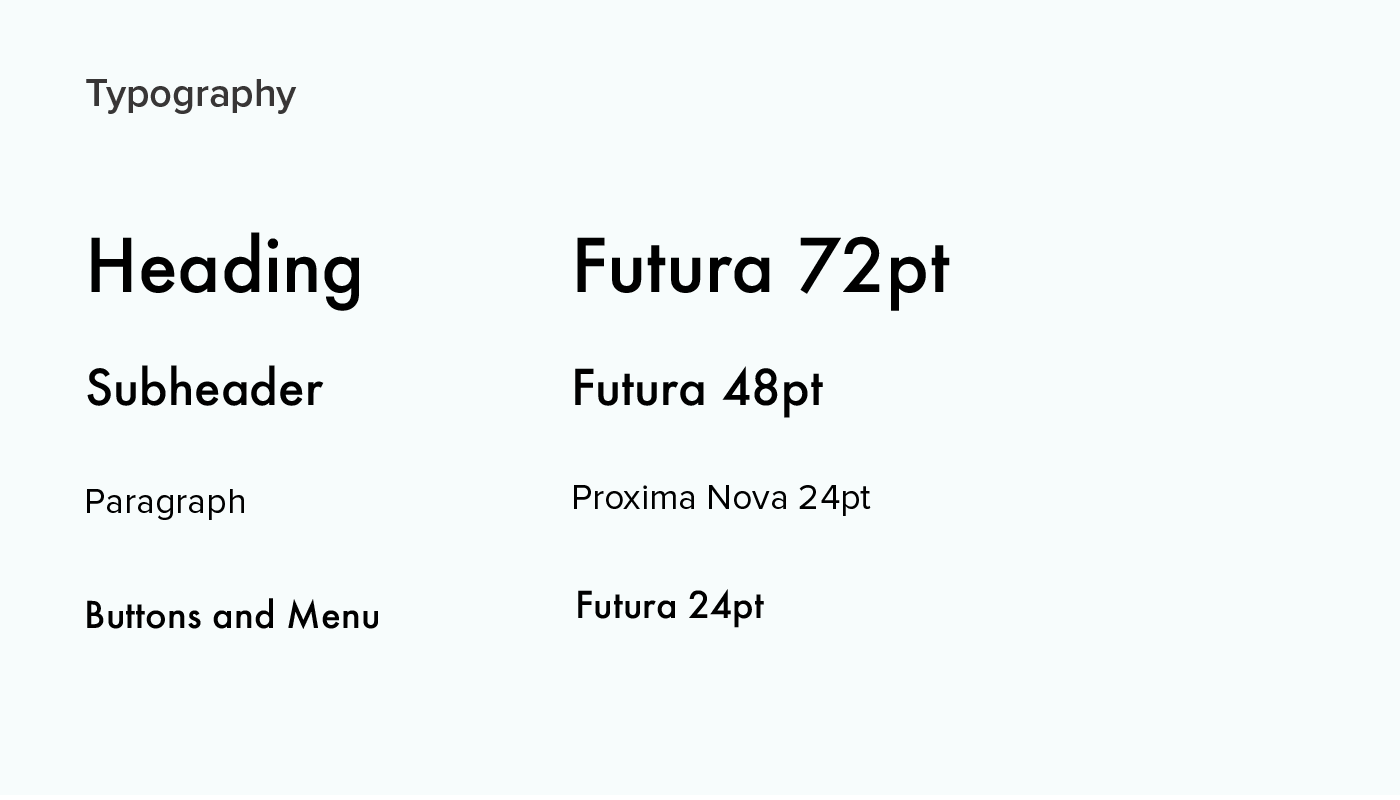 Typography
Heading Futura 72pt
Subheader Futura 48pt
Paragraph Proxima Nova 24pt
Buttons and Menu Futura 24pt